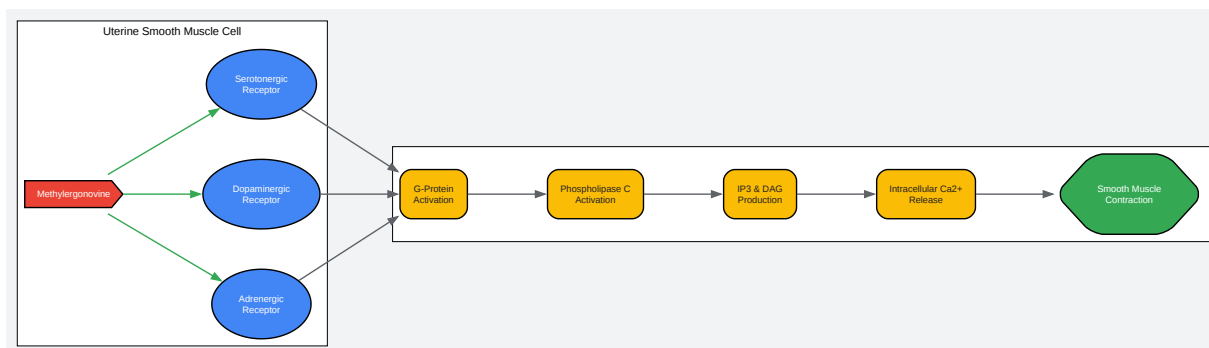 Uterine Smooth Muscle Cell
Serotonergic
Receptor
Methylergonovine
Dopaminergic
Receptor
Adrenergic
Receptor
G-Protein
Activation
Phospholipase C
Activation
IP3 & DAG
Production
Intracellular Ca2+
Release
Smooth Muscle
Contraction